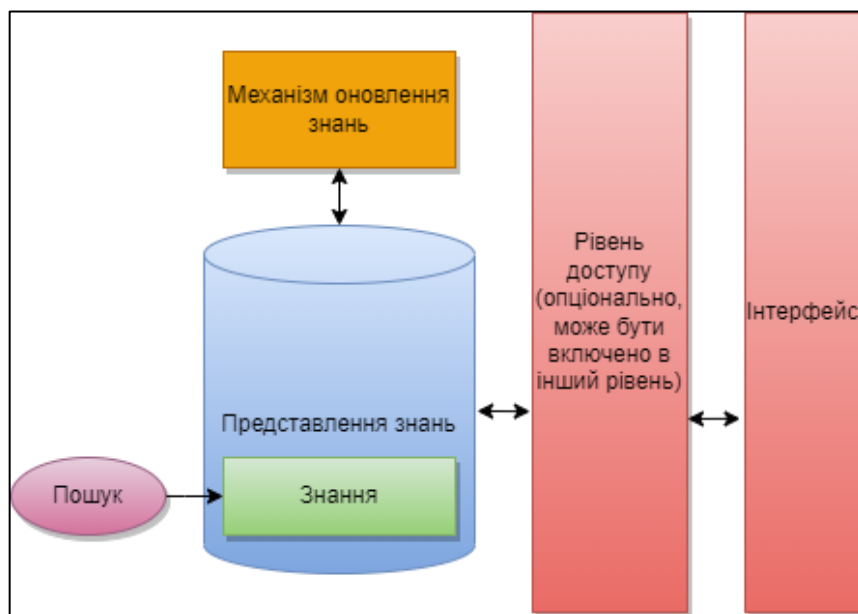 Механізм оновлення
знань
Рівень
доступу
(опціонально,
може бути
включено в
інший рівень)
Інтерфейс
Представлення знань
Пошук
Знання